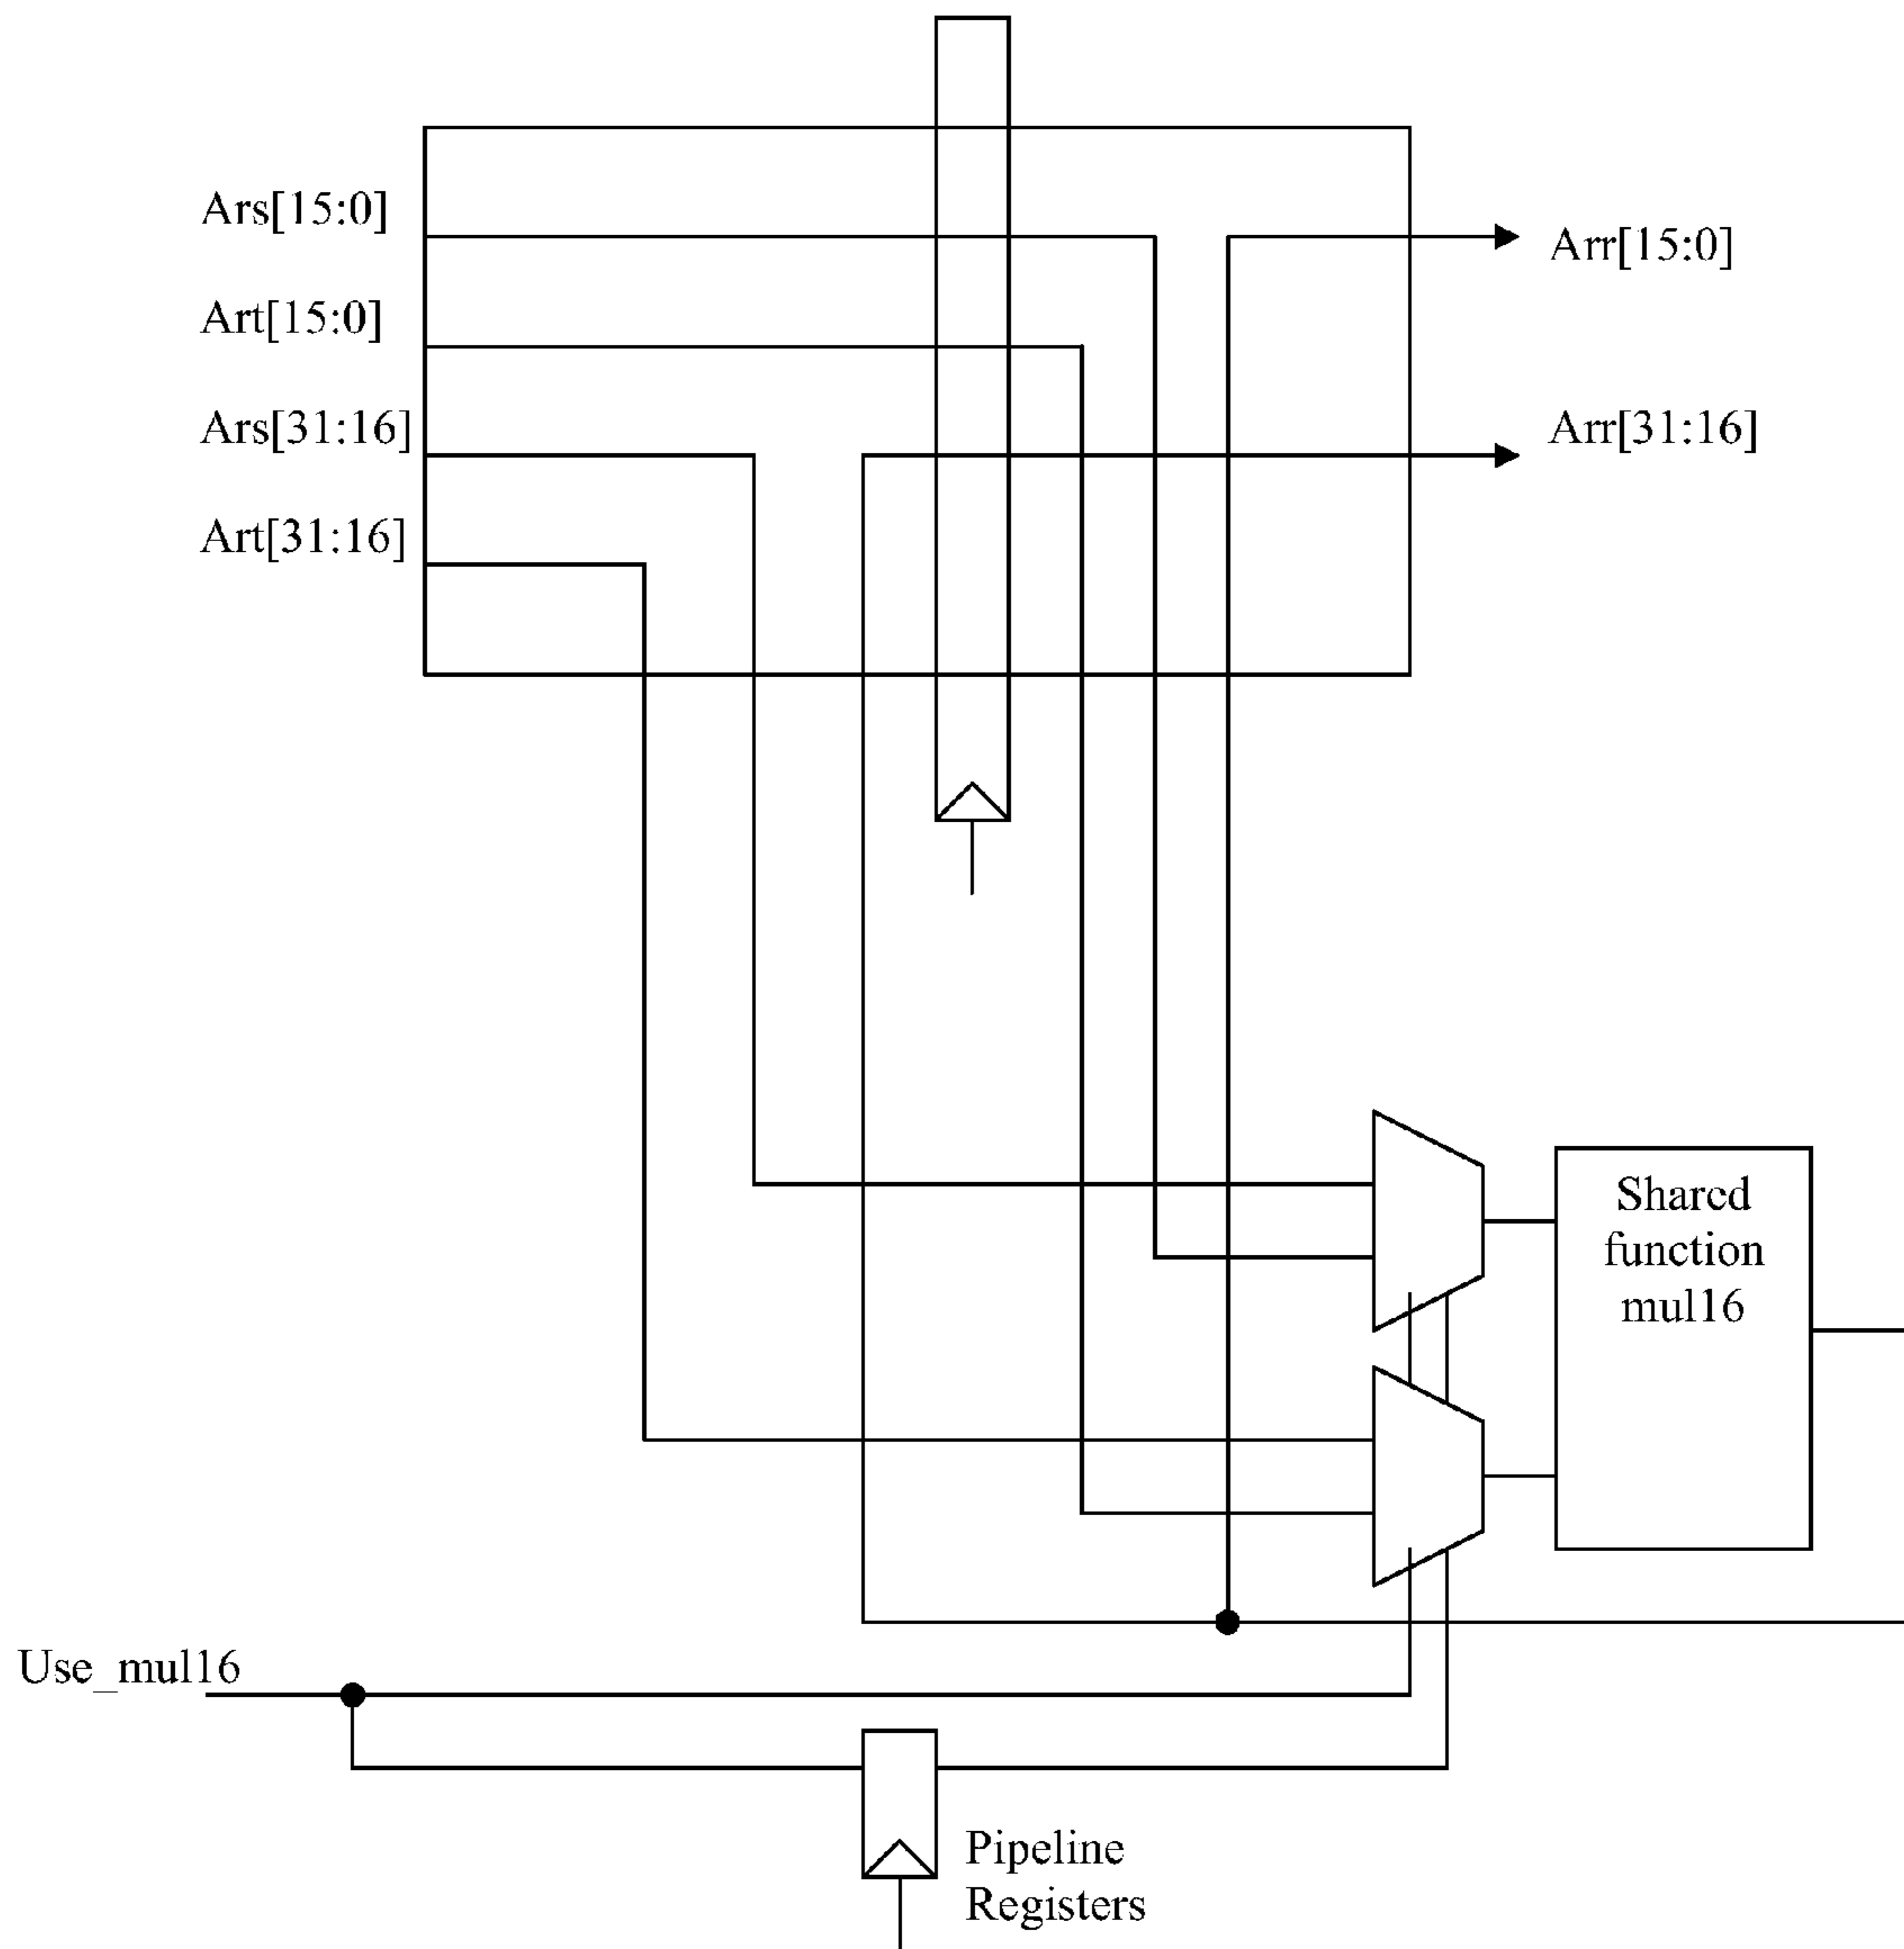 Ars[15:0]
Arr[15:0]
Art[15:0]
Ars[31:16]
Arr[31:16]
Art[31:16]
Shared
function
mul16
Use_mul16
Pipeline
Registers